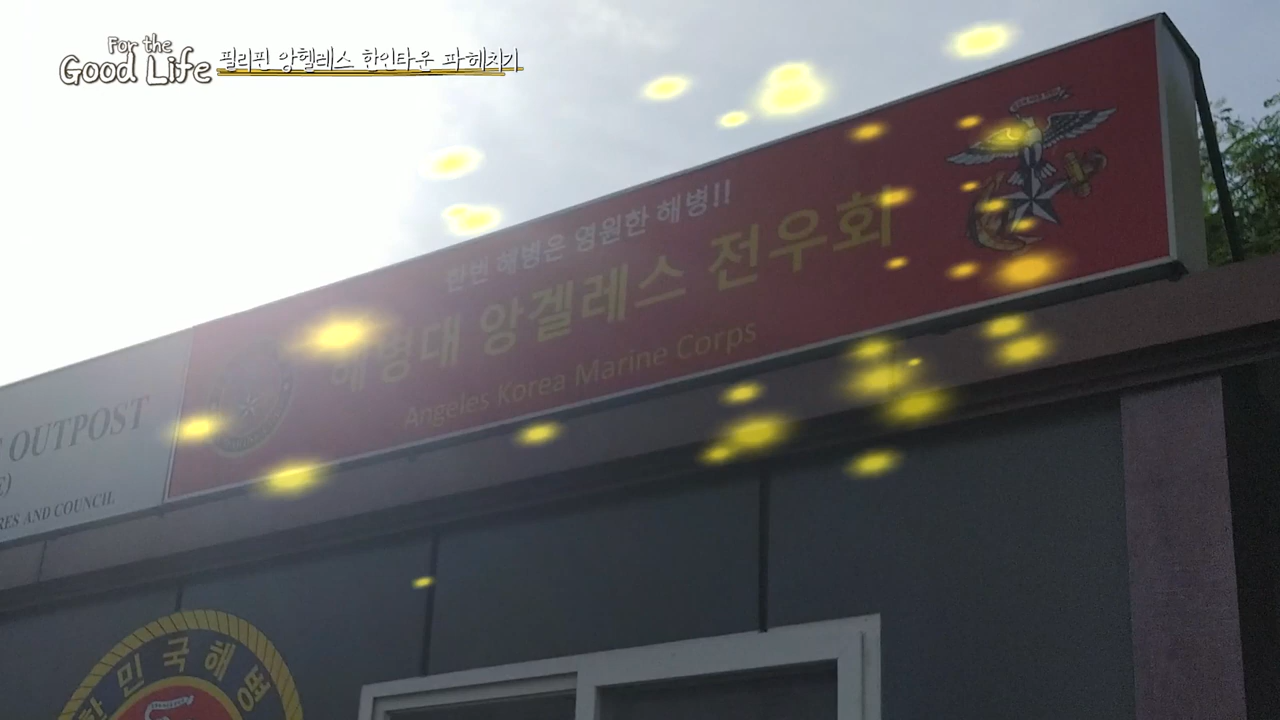 For the
Good Life
필리핀 앙헬레스 한인타운 파헤치기
한번 해병은 영원한 해병!!
해병대 앙겔레스 전우회
Angeles Korea Marine Corps
OUTPOST
RES AND COUNCIL
한민국해병